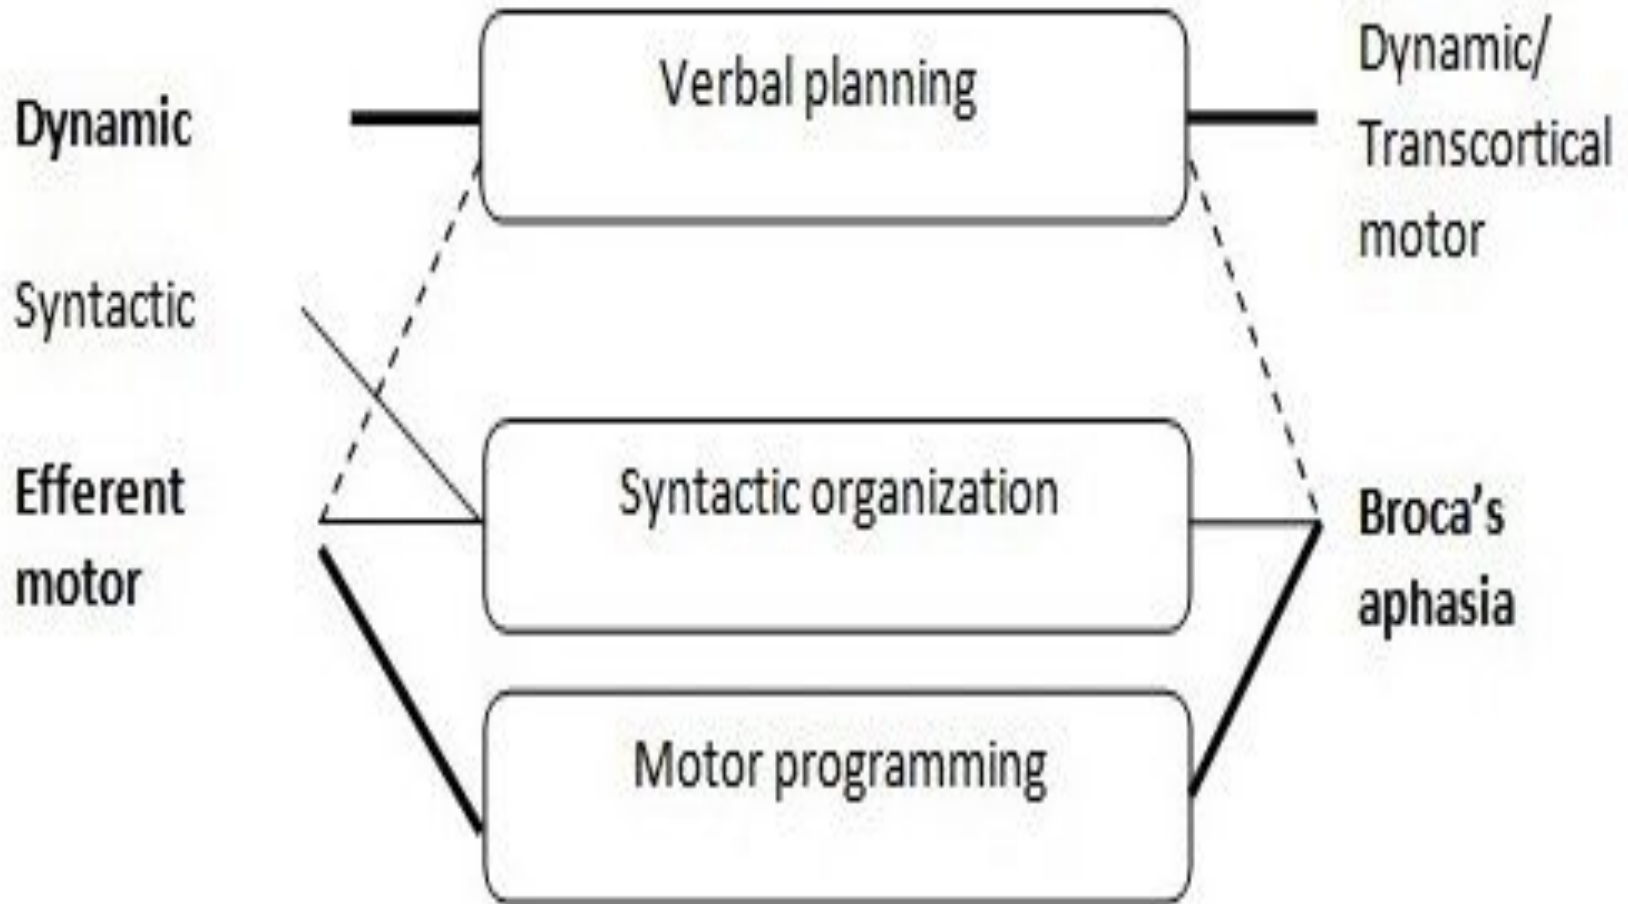 Dynamic
Syntactic
Efferent
motor
Verbal planning
Syntactic organization
Motor programming
Dynamic/
Transcortical
motor
Broca's
aphasia